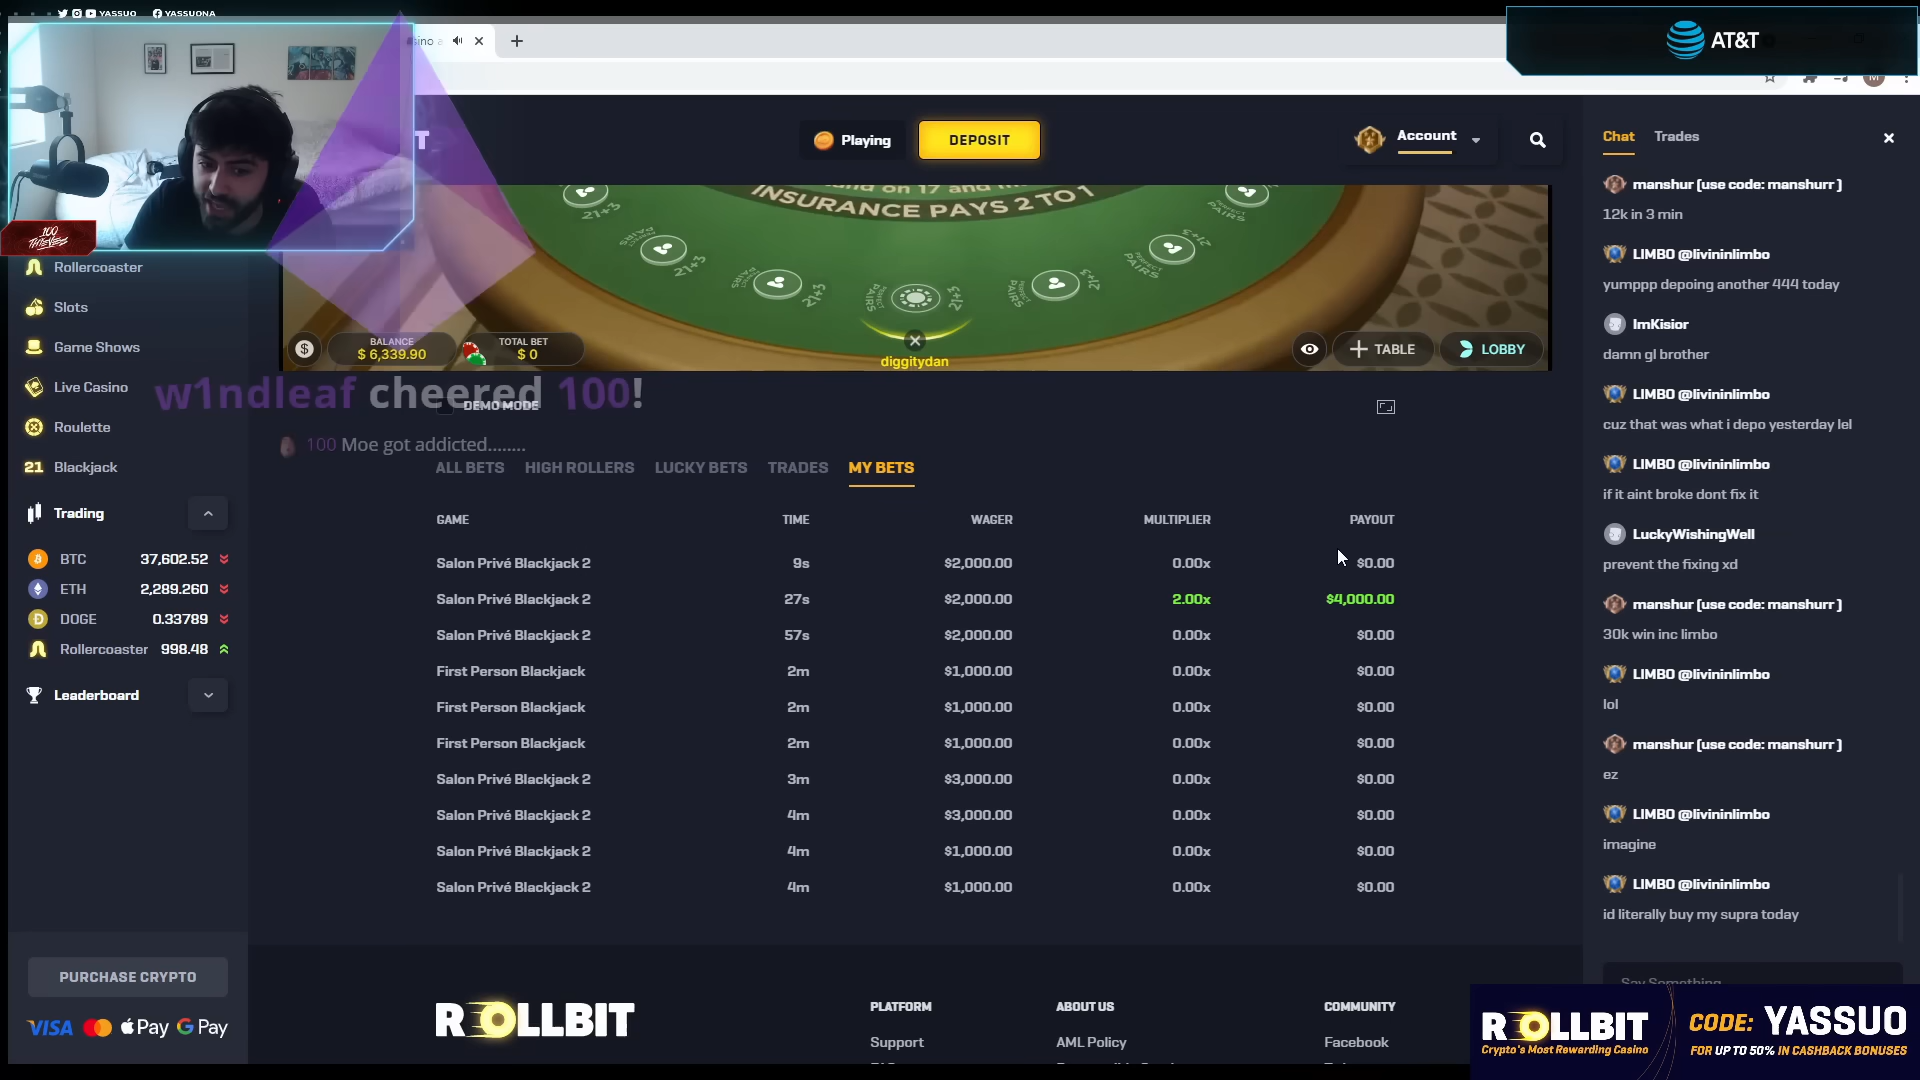 YASSUO YASSUONA
sino a
AT&T
100
THIEVES
T
Playing
DEPOSIT
Account
Chat Trades
INSURANCE PAYS 2 TO 1
21+3
PERFECT PAIRS
BALANCE
$ 6,339.90
TOTAL BET
$ 0
diggitydan
TABLE
LOBBY
w1ndleaf cheered 100!
DEMO MODE
100 Moe got addicted........
Rollercoaster
Slots
Game Shows
Live Casino
Roulette
21 Blackjack
Trading
BTC 37,602.52
ETH 2,289.260
DOGE 0.33789
Rollercoaster 998.48
Leaderboard
PURCHASE CRYPTO
VISA Pay G Pay
ALL BETS HIGH ROLLERS LUCKY BETS TRADES MY BETS
GAME TIME WAGER MULTIPLIER PAYOUT
Salon Privé Blackjack 2 9s $2,000.00 0.00x $0.00
Salon Privé Blackjack 2 27s $2,000.00 2.00x $4,000.00
Salon Privé Blackjack 2 57s $2,000.00 0.00x $0.00
First Person Blackjack 2m $1,000.00 0.00x $0.00
First Person Blackjack 2m $1,000.00 0.00x $0.00
First Person Blackjack 2m $1,000.00 0.00x $0.00
Salon Privé Blackjack 2 3m $3,000.00 0.00x $0.00
Salon Privé Blackjack 2 4m $3,000.00 0.00x $0.00
Salon Privé Blackjack 2 4m $1,000.00 0.00x $0.00
Salon Privé Blackjack 2 4m $1,000.00 0.00x $0.00
ROLLBIT
PLATFORM ABOUT US COMMUNITY
Support AML Policy Facebook
manshur (use code: manshurr )
12k in 3 min
LIMBO @livininlimbo
yumppp depoing another 444 today
ImKisior
damn gl brother
LIMBO @livininlimbo
cuz that was what i depo yesterday lel
LIMBO @livininlimbo
if it aint broke dont fix it
LuckyWishingWell
prevent the fixing xd
manshur (use code: manshurr )
30k win inc limbo
LIMBO @livininlimbo
lol
manshur (use code: manshurr )
ez
LIMBO @livininlimbo
imagine
LIMBO @livininlimbo
id literally buy my supra today
Say Something
ROLLBIT
Crypto's Most Rewarding Casino
CODE: YASSUO
FOR UP TO 50% IN CASHBACK BONUSES